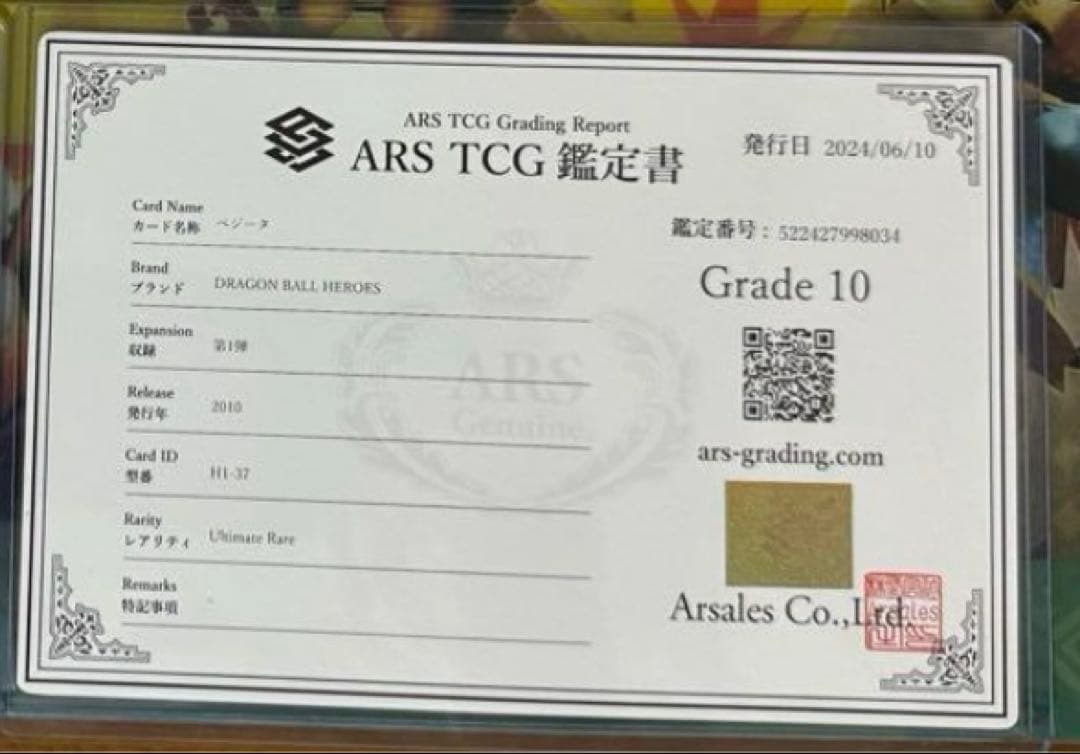 ARS TCG Grading Report
ARS TCG 鑑定書
発行日 2024/06/10
Card Name
カード名称 ベジータ
Brand
ブランド DRAGON BALL HEROES
Expansion
収録 第1弾
Release
発行年 2010
Card ID
型番 H1-37
Rarity
レアリティ Ultimate Rare
Remarks
特記事項
鑑定番号: 522427998034
Grade 10
ars-grading.com
Arsales Co.,Ltd.
ARS
Genuine